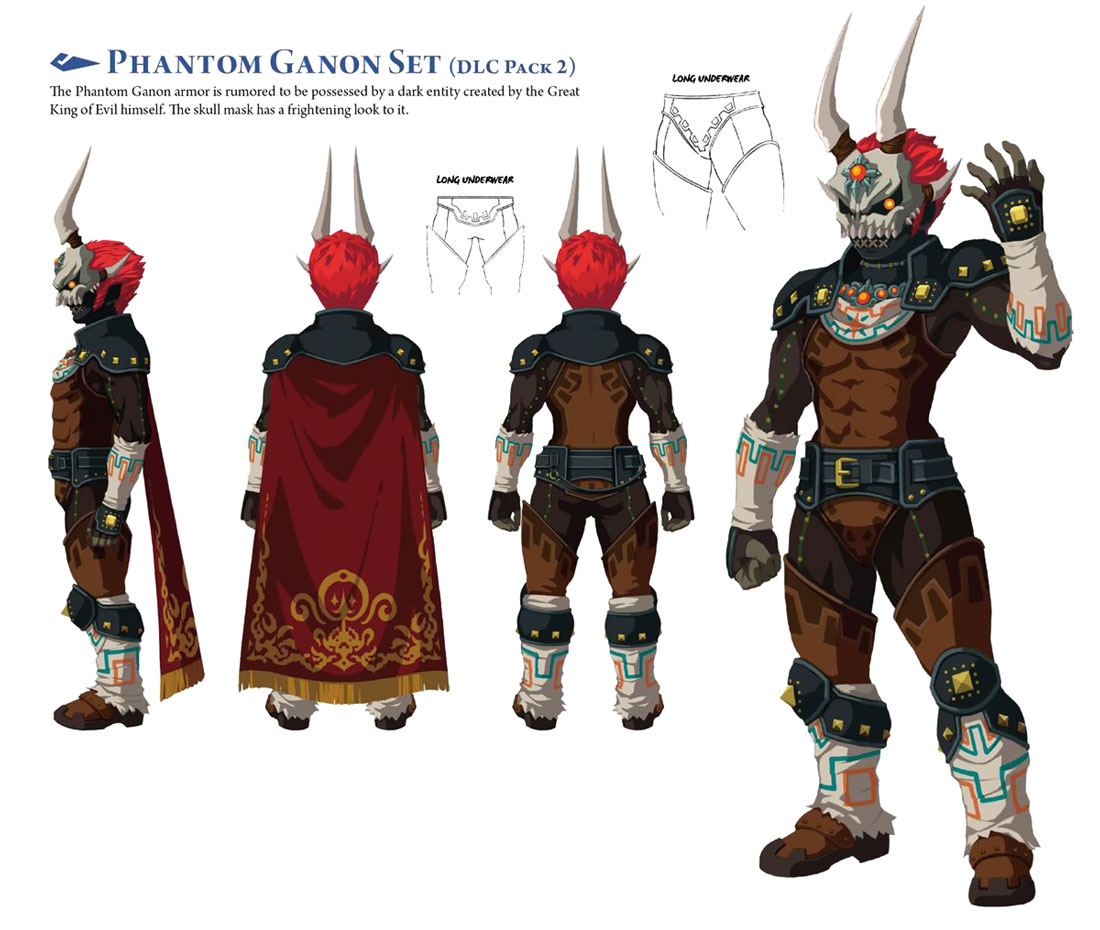 Phantom Ganon Set (DLC Pack 2)
The Phantom Ganon armor is rumored to be possessed by a dark entity created by the Great
King of Evil himself. The skull mask has a frightening look to it.
LONG UNDERWEAR
LONG UNDERWEAR